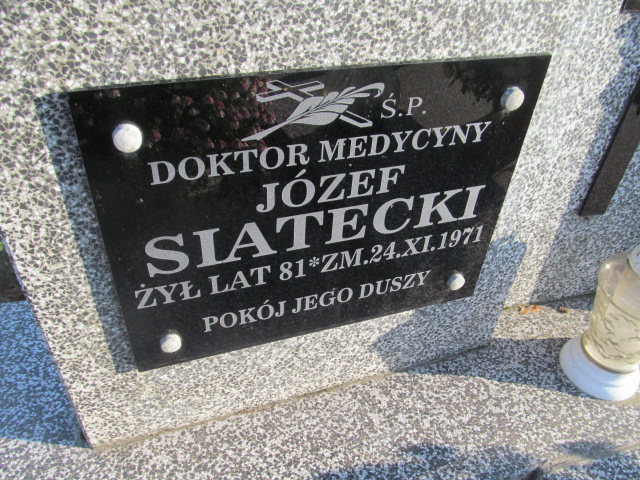 Ś.P.
DOKTOR MEDYCYNY
JÓZEF
SIATECKI
ŻYŁ LAT 81*ZM.24.XI.1971
POKÓJ JEGO DUSZY